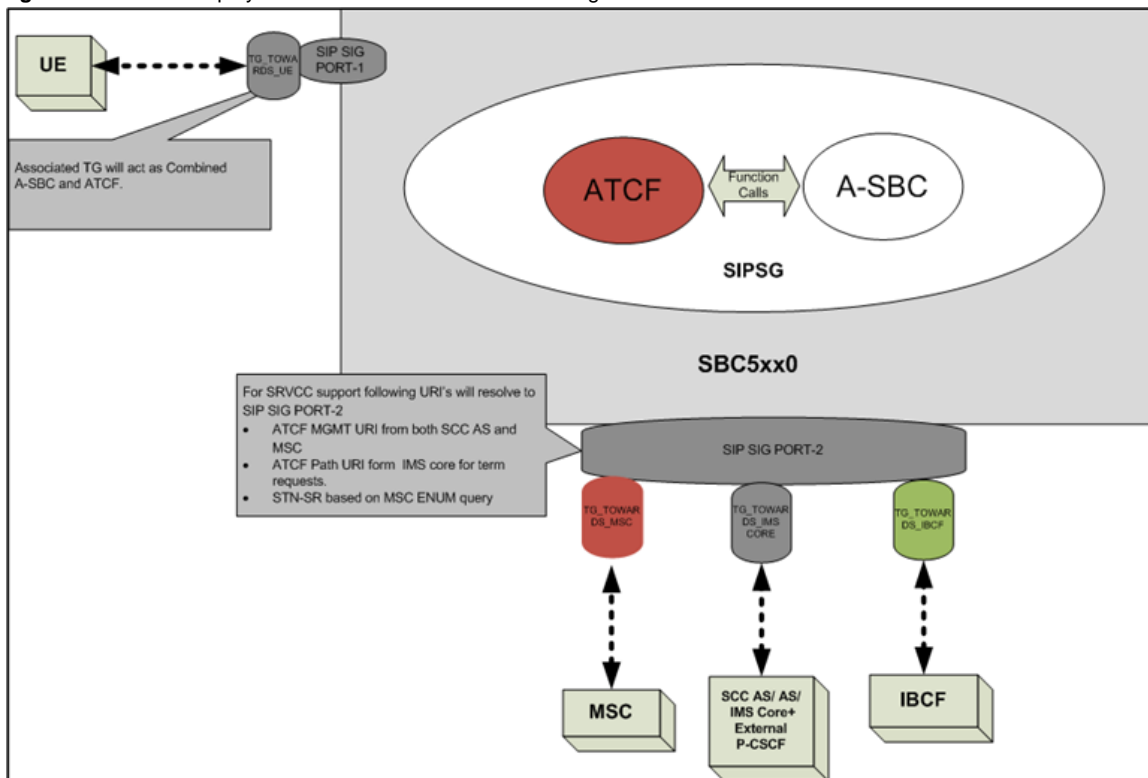 UE
TG_TOWA
RDS_UE
SIP SIG
PORT-1
Associated TG will act as Combined
A-SBC and ATCF.
ATCF
Function
Calls
A-SBC
SIPSG
SBC5xx0
For SRVCC support following URI's will resolve to
SIP SIG PORT-2
• ATCF MGMT URI from both SCC AS and
MSC
• ATCF Path URI form IMS core for term
requests.
• STN-SR based on MSC ENUM query
SIP SIG PORT-2
TG_TOWAR
DS_MSC
TG_TOWAR
DS_IMS
CORE
TG_TOWAR
DS_IBCF
MSC
SCC AS/ AS/
IMS Core+
External
P-CSCF
IBCF